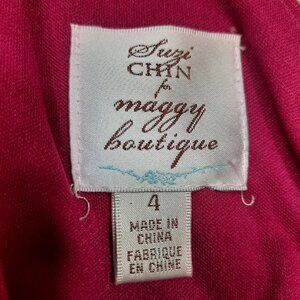 Suzi
CHIN
for
maggy
boutique
4
MADE IN
CHINA
FABRIQUE
EN CHINE